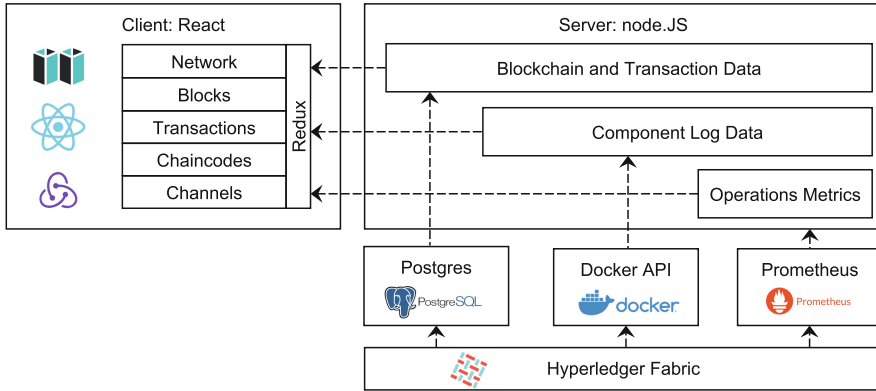 Client: React
Network
Blocks
Transactions
Chaincodes
Channels
Redux
Server: node.JS
Blockchain and Transaction Data
Component Log Data
Operations Metrics
Postgres
PostgreSQL
Docker API
docker
Prometheus
Prometheus
Hyperledger Fabric